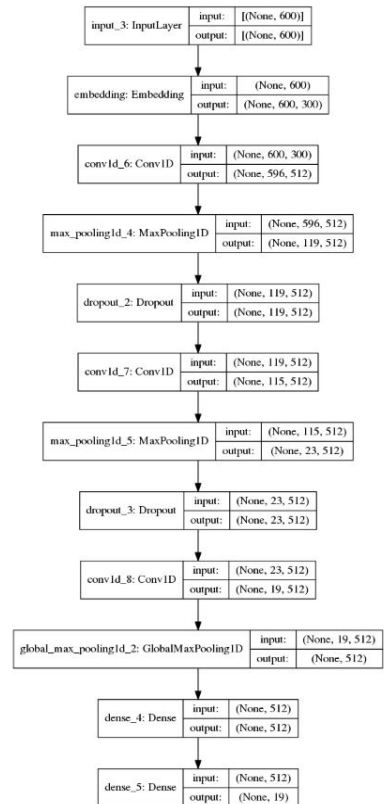 input_3: InputLayer input: [(None, 600)]
output: [(None, 600)]
embedding: Embedding input: (None, 600)
output: (None, 600, 300)
conv1d_6: Conv1D input: (None, 600, 300)
output: (None, 596, 512)
max_pooling1d_4: MaxPooling1D input: (None, 596, 512)
output: (None, 119, 512)
dropout_2: Dropout input: (None, 119, 512)
output: (None, 119, 512)
conv1d_7: Conv1D input: (None, 119, 512)
output: (None, 115, 512)
max_pooling1d_5: MaxPooling1D input: (None, 115, 512)
output: (None, 23, 512)
dropout_3: Dropout input: (None, 23, 512)
output: (None, 23, 512)
conv1d_8: Conv1D input: (None, 23, 512)
output: (None, 19, 512)
global_max_pooling1d_2: GlobalMaxPooling1D input: (None, 19, 512)
output: (None, 512)
dense_4: Dense input: (None, 512)
output: (None, 512)
dense_5: Dense input: (None, 512)
output: (None, 19)